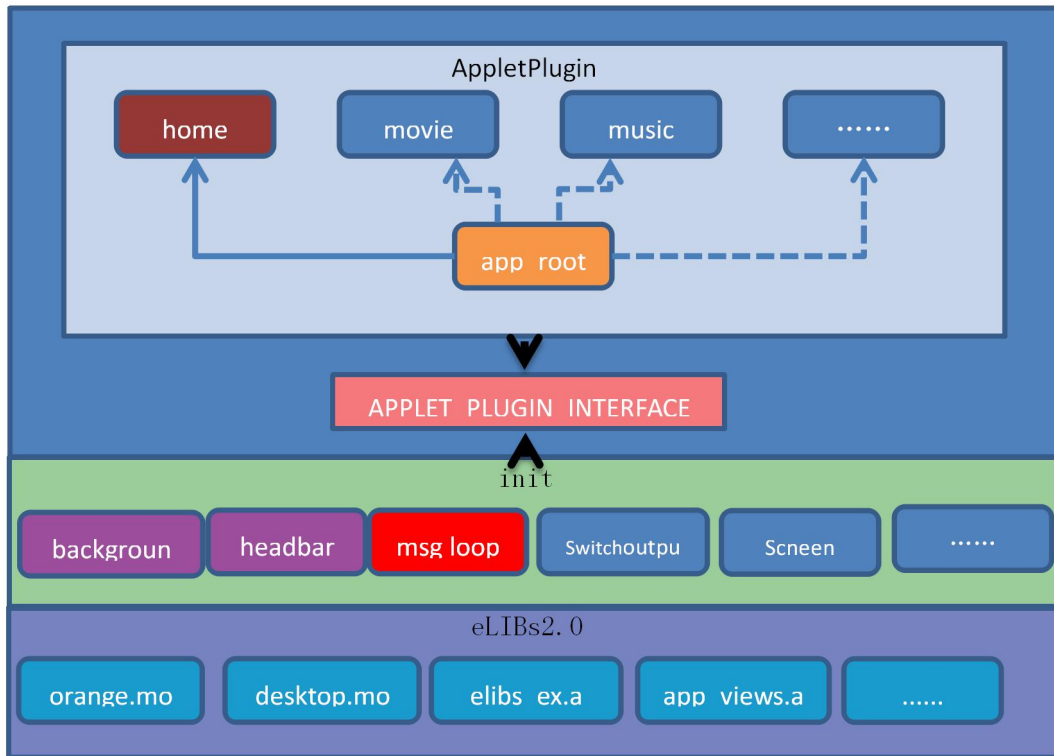 AppletPlugin
home
movie
music
......
app root
APPLET PLUGIN INTERFACE
init
backgroun
headbar
msg loop
Switchoutpu
Scneen
......
eLIBs2.0
orange.mo
desktop.mo
elibs ex.a
app views.a
......